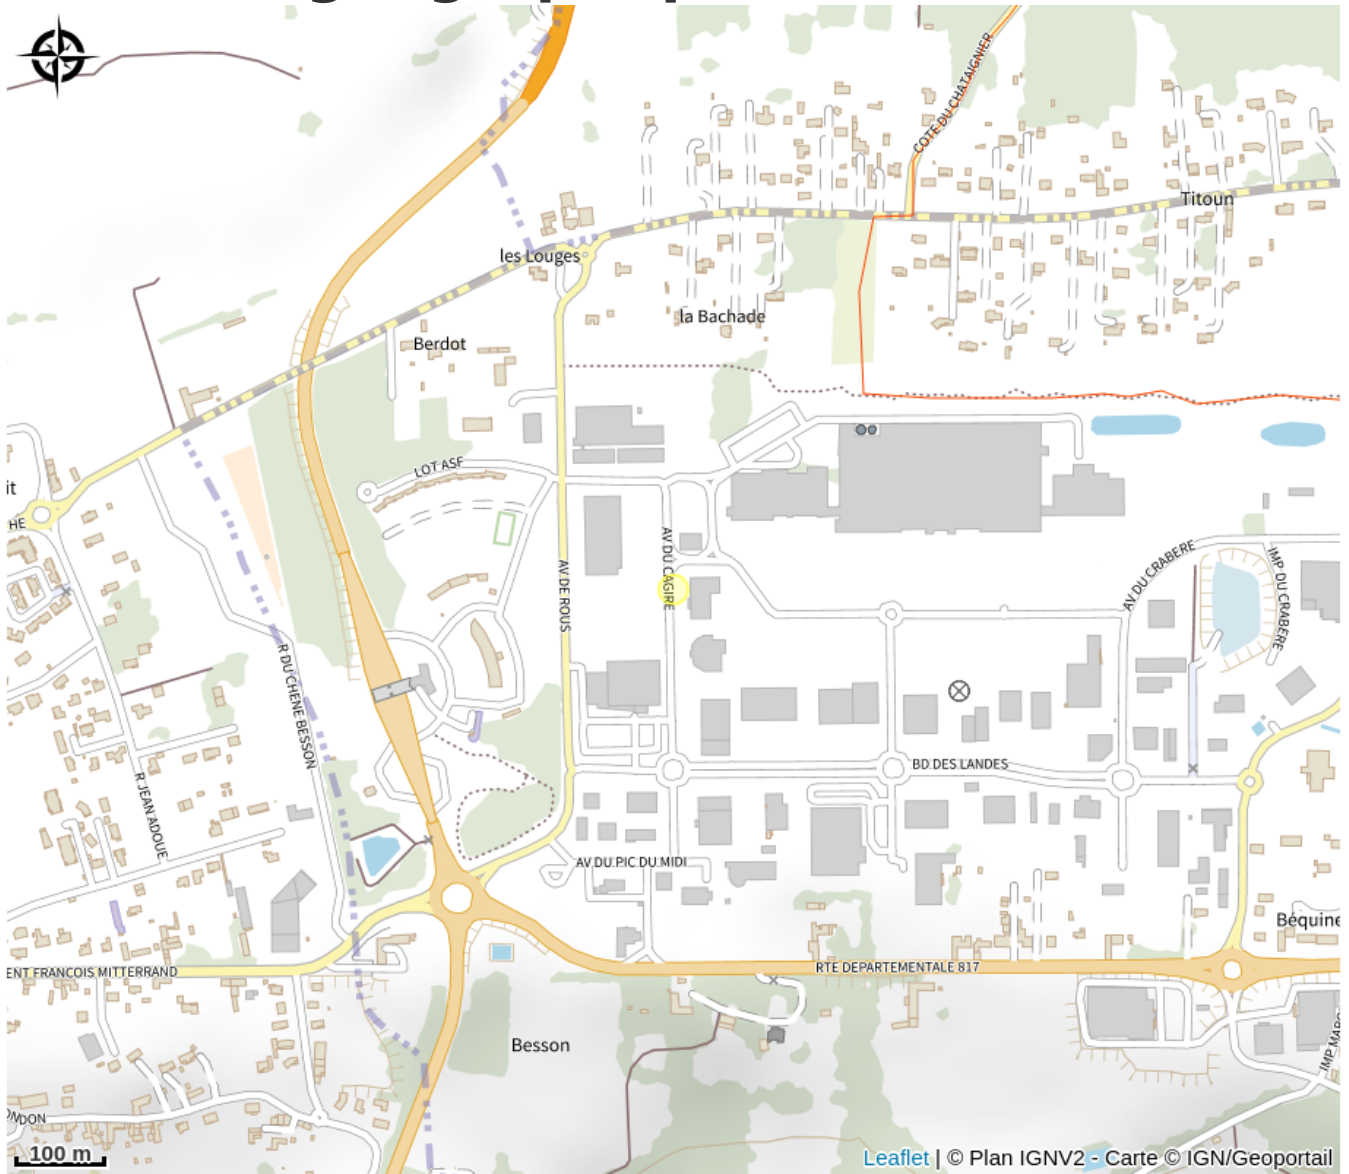 COTE DU CHATAIGNIER
Titoun
les Louges
la Bachade
Berdot
LOT ASF
it
HE
AV DU CAGIRE
AV DE ROUS
AV DU CRABERE
IMP DU CRABERE
R DU CHENE BESSON
BD DES LANDES
R JEAN ADOUE
AV DU PIC DU MIDI
Béquine
ENT FRANCOIS MITTERRAND
RTE DEPARTEMENTALE 817
Besson
100 m
Leaflet | © Plan IGNV2 - Carte © IGN/Geoportail